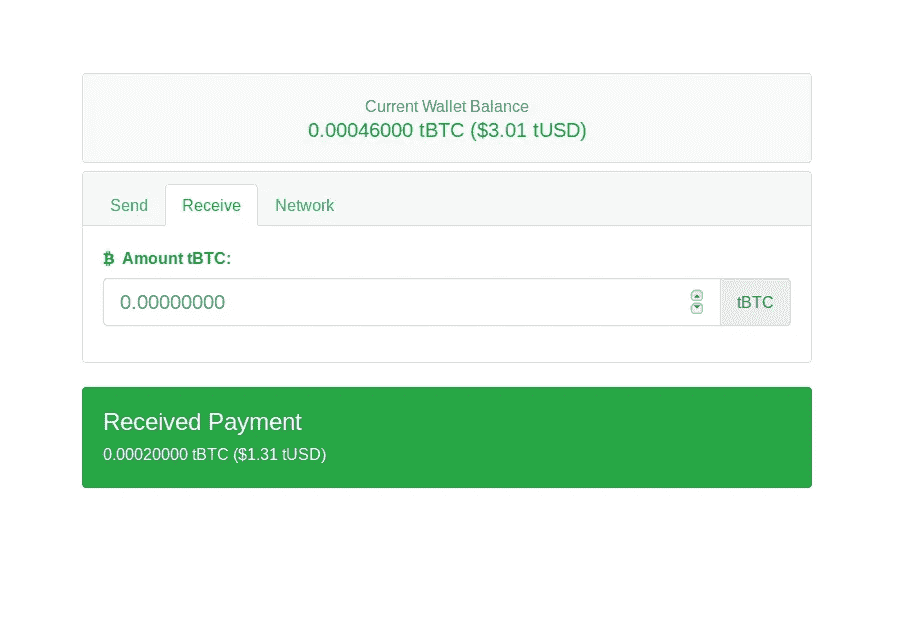 Current Wallet Balance
0.00046000 tBTC ($3.01 tUSD)
Send Receive Network
₿ Amount tBTC:
0.00000000 tBTC
Received Payment
0.00020000 tBTC ($1.31 tUSD)